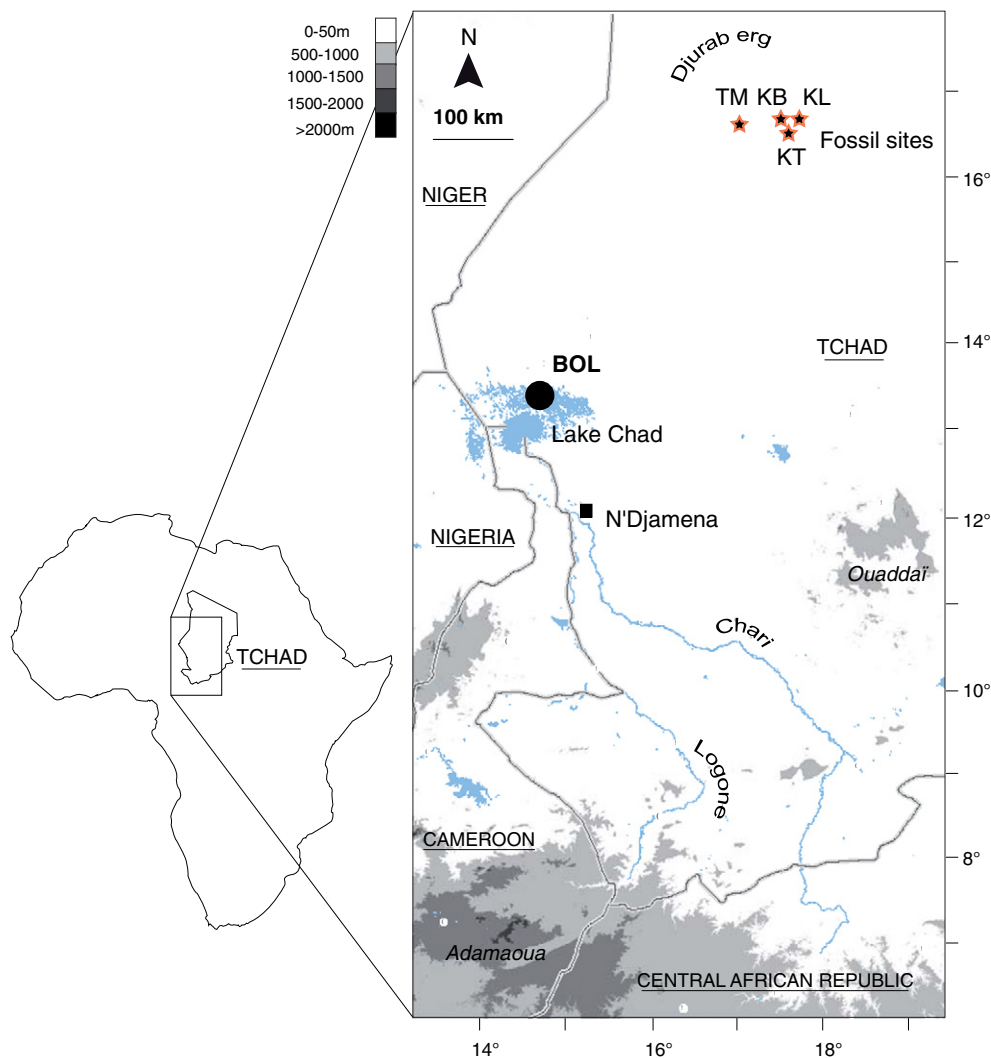 0-50m
500-1000
1000-1500
1500-2000
>2000m
N
100 km
Djurab erg
TM KB KL
KT
Fossil sites
16°
NIGER
14°
TCHAD
BOL
Lake Chad
N'Djamena
12°
NIGERIA
Ouaddaï
Chari
TCHAD
10°
Logone
CAMEROON
8°
Adamaoua
CENTRAL AFRICAN REPUBLIC
14° 16° 18°